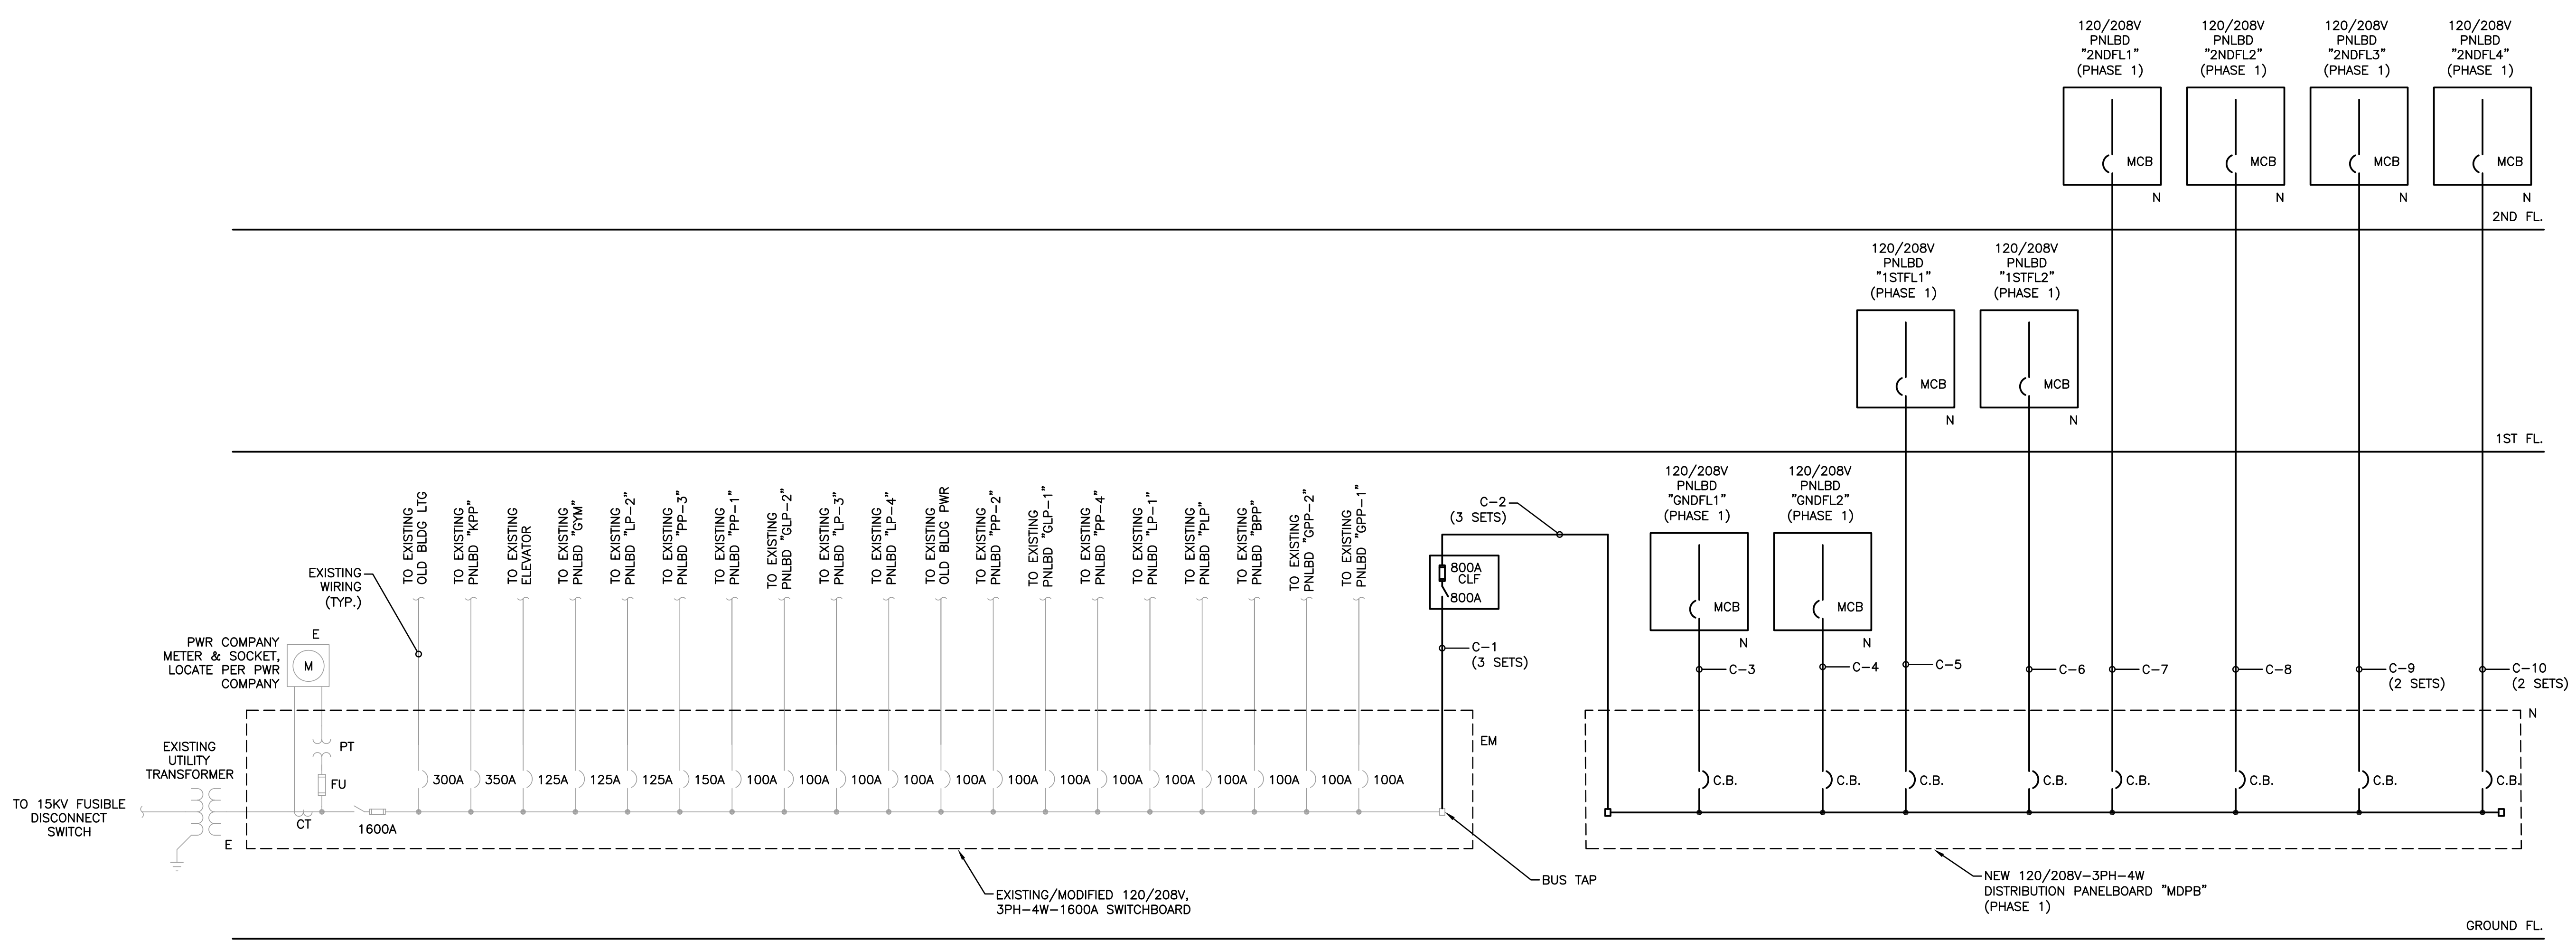 120/208V
PNLBD
"2NDFL1"
(PHASE 1)
120/208V
PNLBD
"2NDFL2"
(PHASE 1)
120/208V
PNLBD
"2NDFL3"
(PHASE 1)
120/208V
PNLBD
"2NDFL4"
(PHASE 1)
MCB
MCB
MCB
MCB
N
N
N
N
2ND FL.
120/208V
PNLBD
"1STFL1"
(PHASE 1)
120/208V
PNLBD
"1STFL2"
(PHASE 1)
MCB
MCB
N
N
1ST FL.
TO EXISTING
OLD BLDG LTG
TO EXISTING
PNLBD "KPP"
TO EXISTING
ELEVATOR
TO EXISTING
PNLBD "GYM"
TO EXISTING
PNLBD "LP-2"
TO EXISTING
PNLBD "PP-3"
TO EXISTING
PNLBD "PP-1"
TO EXISTING
PNLBD "GLP-2"
TO EXISTING
PNLBD "LP-3"
TO EXISTING
PNLBD "LP-4"
TO EXISTING
OLD BLDG PWR
TO EXISTING
PNLBD "PP-2"
TO EXISTING
PNLBD "GLP-1"
TO EXISTING
PNLBD "PP-4"
TO EXISTING
PNLBD "LP-1"
TO EXISTING
PNLBD "PLP"
TO EXISTING
PNLBD "BPP"
TO EXISTING
PNLBD "GPP-2"
TO EXISTING
PNLBD "GPP-1"
C-2
(3 SETS)
800A
CLF
800A
C-1
(3 SETS)
120/208V
PNLBD
"GNDFL1"
(PHASE 1)
120/208V
PNLBD
"GNDFL2"
(PHASE 1)
MCB
MCB
N
N
EXISTING
WIRING
(TYP.)
E
PWR COMPANY
METER & SOCKET,
LOCATE PER PWR
COMPANY
M
C-3
C-4
C-5
C-6
C-7
C-8
C-9
(2 SETS)
C-10
(2 SETS)
EM
N
EXISTING
UTILITY
TRANSFORMER
PT
FU
300A
350A
125A
125A
125A
150A
100A
100A
100A
100A
100A
100A
100A
100A
100A
100A
100A
100A
100A
C.B.
C.B.
C.B.
C.B.
C.B.
C.B.
C.B.
C.B.
TO 15KV FUSIBLE
DISCONNECT
SWITCH
CT
1600A
E
BUS TAP
EXISTING/MODIFIED 120/208V,
3PH-4W-1600A SWITCHBOARD
NEW 120/208V-3PH-4W
DISTRIBUTION PANELBOARD "MDPB"
(PHASE 1)
GROUND FL.